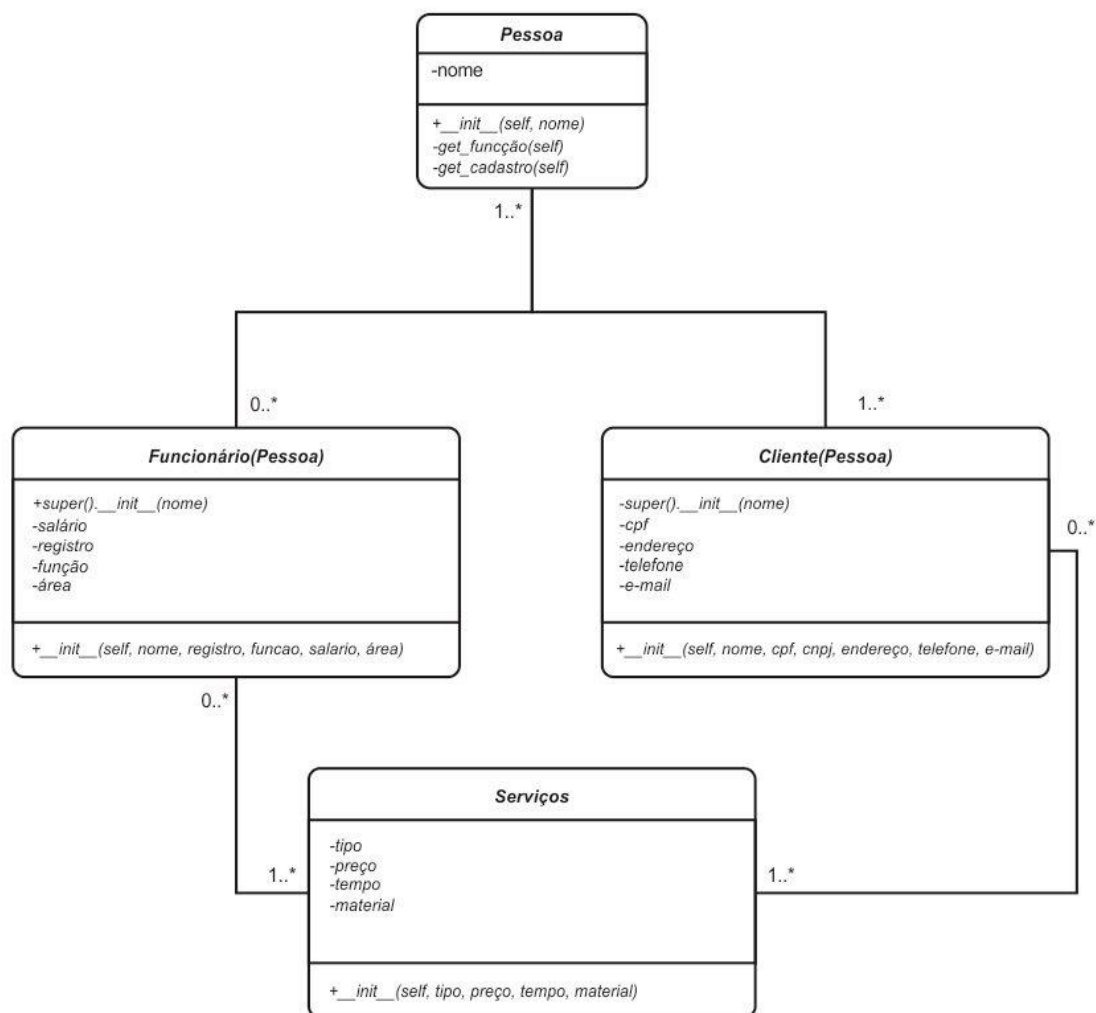 Pessoa
-nome
+__init__(self, nome)
-get_funcção(self)
-get_cadastro(self)
1..*
0..*
1..*
Funcionário(Pessoa)
+super().__init__(nome)
-salário
-registro
-função
-área
+__init__(self, nome, registro, funcao, salario, área)
Cliente(Pessoa)
-super().__init__(nome)
-cpf
-endereço
-telefone
-e-mail
+__init__(self, nome, cpf, cnpj, endereço, telefone, e-mail)
0..*
0..*
Serviços
-tipo
-preço
-tempo
-material
+__init__(self, tipo, preço, tempo, material)
1..*
1..*